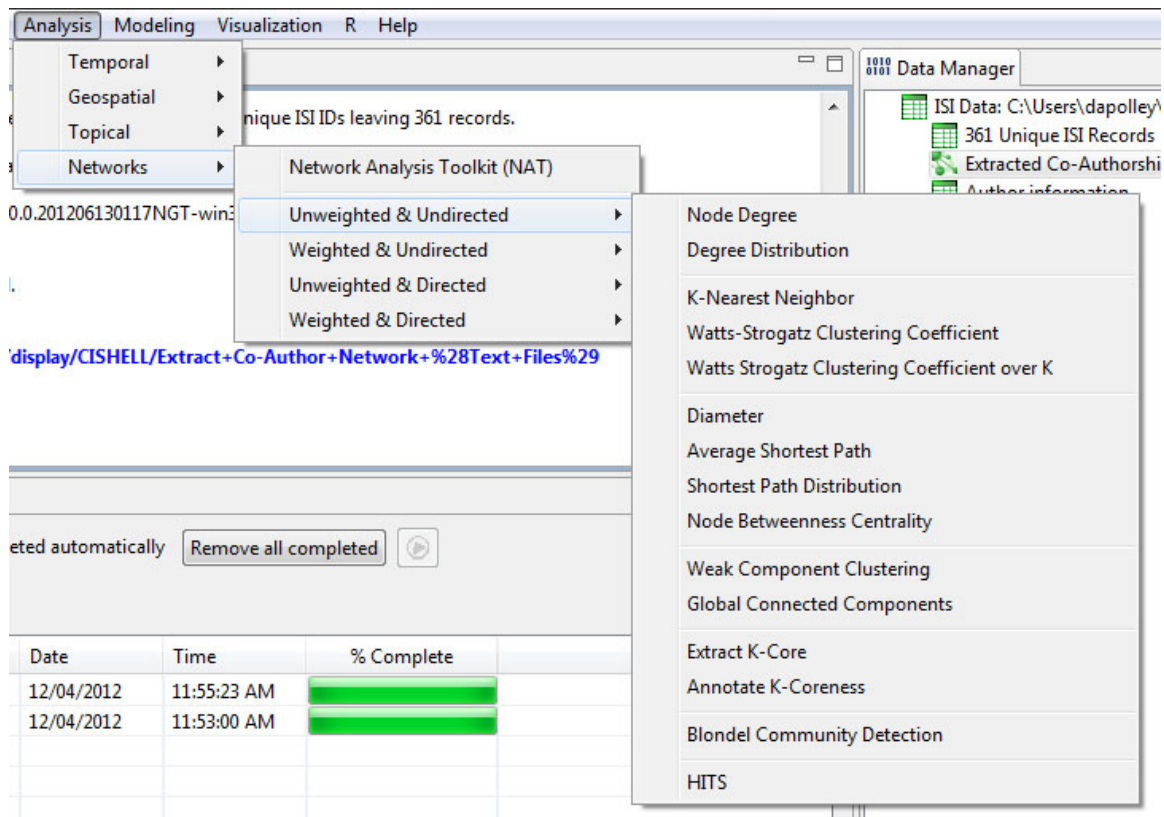 Analysis Modeling Visualization R Help
Temporal
Geospatial
Topical
Networks
nique ISI IDs leaving 361 records.
0.0.201206130117NGT-win3
/display/CISHELL/Extract+Co-Author+Network+%28Text+Files%29
Network Analysis Toolkit (NAT)
Unweighted & Undirected
Weighted & Undirected
Unweighted & Directed
Weighted & Directed
Node Degree
Degree Distribution
K-Nearest Neighbor
Watts-Strogatz Clustering Coefficient
Watts Strogatz Clustering Coefficient over K
Diameter
Average Shortest Path
Shortest Path Distribution
Node Betweenness Centrality
Weak Component Clustering
Global Connected Components
Extract K-Core
Annotate K-Coreness
Blondel Community Detection
HITS
Data Manager
ISI Data: C:\Users\dapolley\
361 Unique ISI Records
Extracted Co-Authorshi
Author information
eted automatically Remove all completed
Date Time % Complete
12/04/2012 11:55:23 AM
12/04/2012 11:53:00 AM